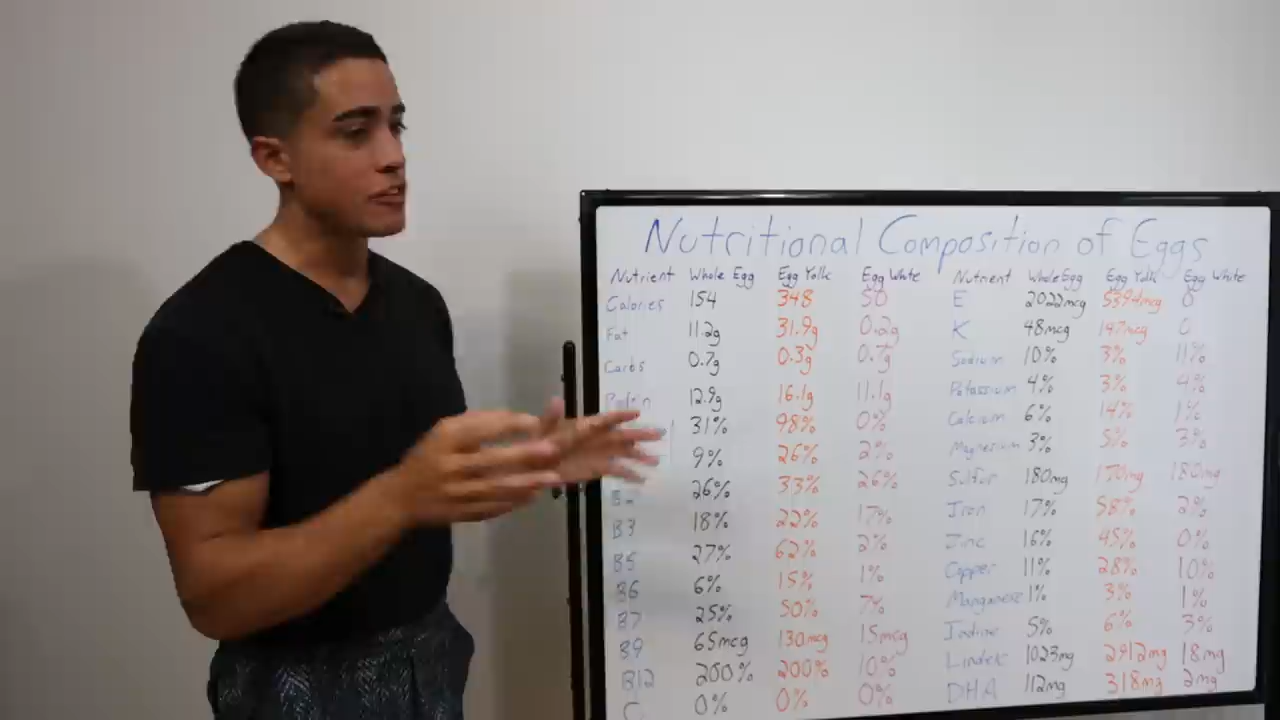 Nutritional Composition of Eggs
Nutrient Whole Egg Egg Yolk Egg White Nutrient Whole Egg Egg Yolk Egg White
Calories 154 348 50 E 2022mcg 5394mcg 0
Fat 11.2g 31.9g 0.2g K 48mcg 147mcg 0
Carbs 0.7g 0.3g 0.7g Sodium 10% 3% 11%
12.9g 16.1g 11.1g Potassium 4% 3% 4%
31% 98% 0% Calcium 6% 14% 1%
9% 26% 2% Magnesium 3% 5% 3%
B2 26% 33% 26% Sulfur 180mg 170mg 180mg
B3 18% 22% 17% Iron 17% 58% 2%
B5 27% 62% 2% Zinc 16% 45% 0%
B6 6% 15% 1% Copper 11% 28% 10%
B7 25% 50% 7% Manganese 1% 3% 1%
B9 65mcg 130mcg 15mcg Iodine 5% 6% 3%
B12 200% 200% 10% 1023mg 2912mg 18mg
C 0% 0% 0% DHA 112mg 318mg 2mg